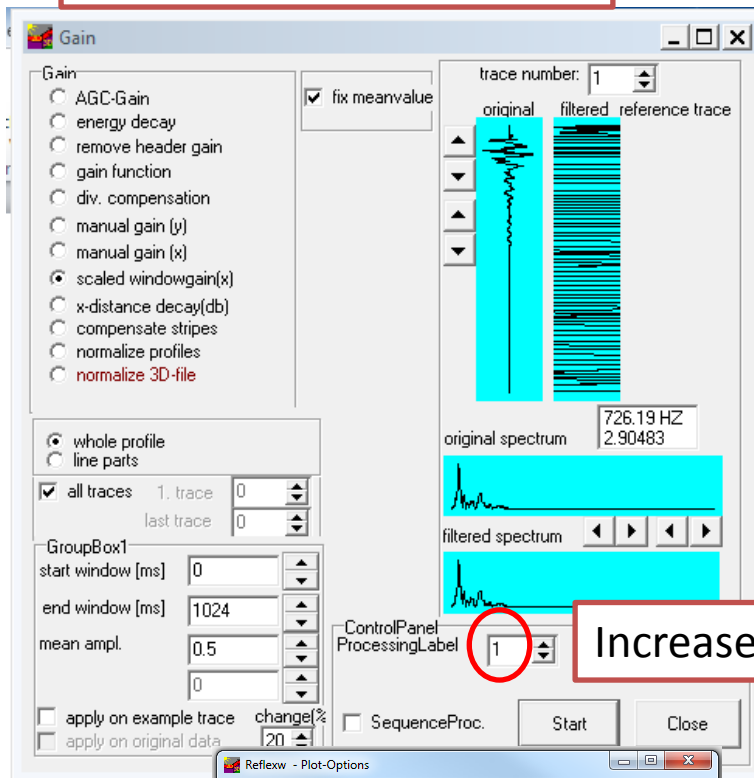 Gain
Gain
AGC-Gain
energy decay
remove header gain
gain function
div. compensation
manual gain (y)
manual gain (x)
scaled windowgain(x)
x-distance decay(db)
compensate stripes
normalize profiles
normalize 3D-file
fix meanvalue
trace number: 1
original filtered reference trace
726.19 HZ
original spectrum 2.90483
filtered spectrum
whole profile
line parts
all traces 1. trace 0
last trace 0
GroupBox1
start window [ms] 0
end window [ms] 1024
mean ampl. 0.5
0
apply on example trace change(%
apply on original data 20
ControlPanel
ProcessingLabel 1
Increase
SequenceProc. Start Close
Reflexw - Plot-Options